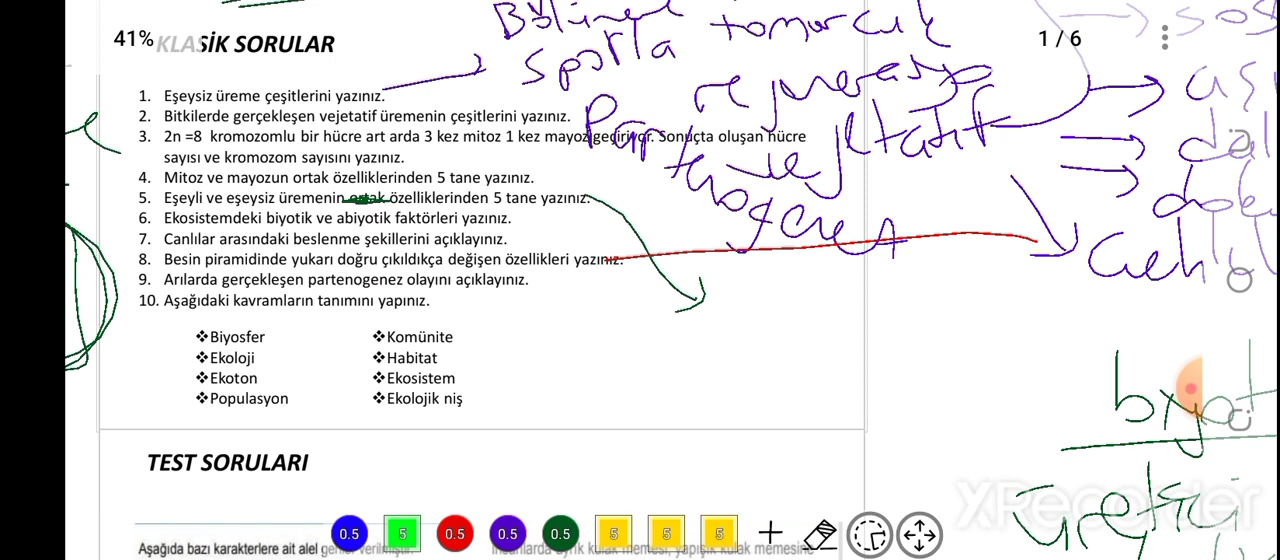 Bölünme
41% KLASİK SORULAR
sporla tomurcuk
1 / 6
1. Eşeysiz üreme çeşitlerini yazınız.
rejenerasyo
2. Bitkilerde gerçekleşen vejetatif üremenin çeşitlerini yazınız.
vejetatif
3. 2n =8 kromozomlu bir hücre art arda 3 kez mitoz 1 kez mayoz geçiriyor. Sonuçta oluşan hücre
sayısı ve kromozom sayısını yazınız.
4. Mitoz ve mayozun ortak özelliklerinden 5 tane yazınız.
5. Eşeyli ve eşeysiz üremenin ortak özelliklerinden 5 tane yazınız.
6. Ekosistemdeki biyotik ve abiyotik faktörleri yazınız.
7. Canlılar arasındaki beslenme şekillerini açıklayınız.
8. Besin piramidinde yukarı doğru çıkıldıkça değişen özellikleri yazınız.
9. Arılarda gerçekleşen partenogenez olayını açıklayınız.
10. Aşağıdaki kavramların tanımını yapınız.
❖Biyosfer ❖Komünite
❖Ekoloji ❖Habitat
❖Ekoton ❖Ekosistem
❖Populasyon ❖Ekolojik niş
TEST SORULARI
üretici
XRecorder
0.5 5 0.5 0.5 0.5 5 5 5
Aşağıda bazı karakterlere ait alel